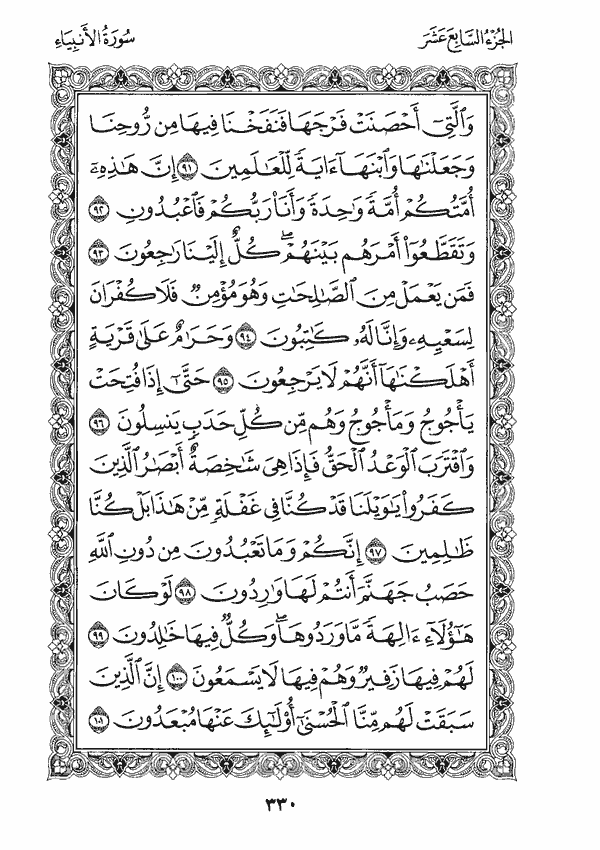 الجزء السابع عشر
سورة الأنبياء
وَٱلَّتِىٓ أَحْصَنَتْ فَرْجَهَا فَنَفَخْنَا فِيهَا مِن رُّوحِنَا
وَجَعَلْنَٰهَا وَٱبْنَهَآ ءَايَةً لِّلْعَٰلَمِينَ ٩١ إِنَّ هَٰذِهِۦٓ
أُمَّتُكُمْ أُمَّةً وَٰحِدَةً وَأَنَا۠ رَبُّكُمْ فَٱعْبُدُونِ ٩٢
وَتَقَطَّعُوٓا۟ أَمْرَهُم بَيْنَهُمْ ۖ كُلٌّ إِلَيْنَا رَٰجِعُونَ ٩٣
فَمَن يَعْمَلْ مِنَ ٱلصَّٰلِحَٰتِ وَهُوَ مُؤْمِنٌ فَلَا كُفْرَانَ
لِسَعْيِهِۦ وَإِنَّا لَهُۥ كَٰتِبُونَ ٩٤ وَحَرَٰمٌ عَلَىٰ قَرْيَةٍ
أَهْلَكْنَٰهَآ أَنَّهُمْ لَا يَرْجِعُونَ ٩٥ حَتَّىٰٓ إِذَا فُتِحَتْ
يَأْجُوجُ وَمَأْجُوجُ وَهُم مِّن كُلِّ حَدَبٍ يَنسِلُونَ ٩٦
وَٱقْتَرَبَ ٱلْوَعْدُ ٱلْحَقُّ فَإِذَا هِىَ شَٰخِصَةٌ أَبْصَٰرُ ٱلَّذِينَ
كَفَرُوا۟ يَٰوَيْلَنَا قَدْ كُنَّا فِى غَفْلَةٍ مِّنْ هَٰذَا بَلْ كُنَّا
ظَٰلِمِينَ ٩٧ إِنَّكُمْ وَمَا تَعْبُدُونَ مِن دُونِ ٱللَّهِ
حَصَبُ جَهَنَّمَ أَنتُمْ لَهَا وَٰرِدُونَ ٩٨ لَوْ كَانَ
هَٰٓؤُلَآءِ ءَالِهَةً مَّا وَرَدُوهَا ۖ وَكُلٌّ فِيهَا خَٰلِدُونَ ٩٩
لَهُمْ فِيهَا زَفِيرٌ وَهُمْ فِيهَا لَا يَسْمَعُونَ ١٠٠ إِنَّ ٱلَّذِينَ
سَبَقَتْ لَهُم مِّنَّا ٱلْحُسْنَىٰٓ أُو۟لَٰٓئِكَ عَنْهَا مُبْعَدُونَ ١٠١
٣٣٠